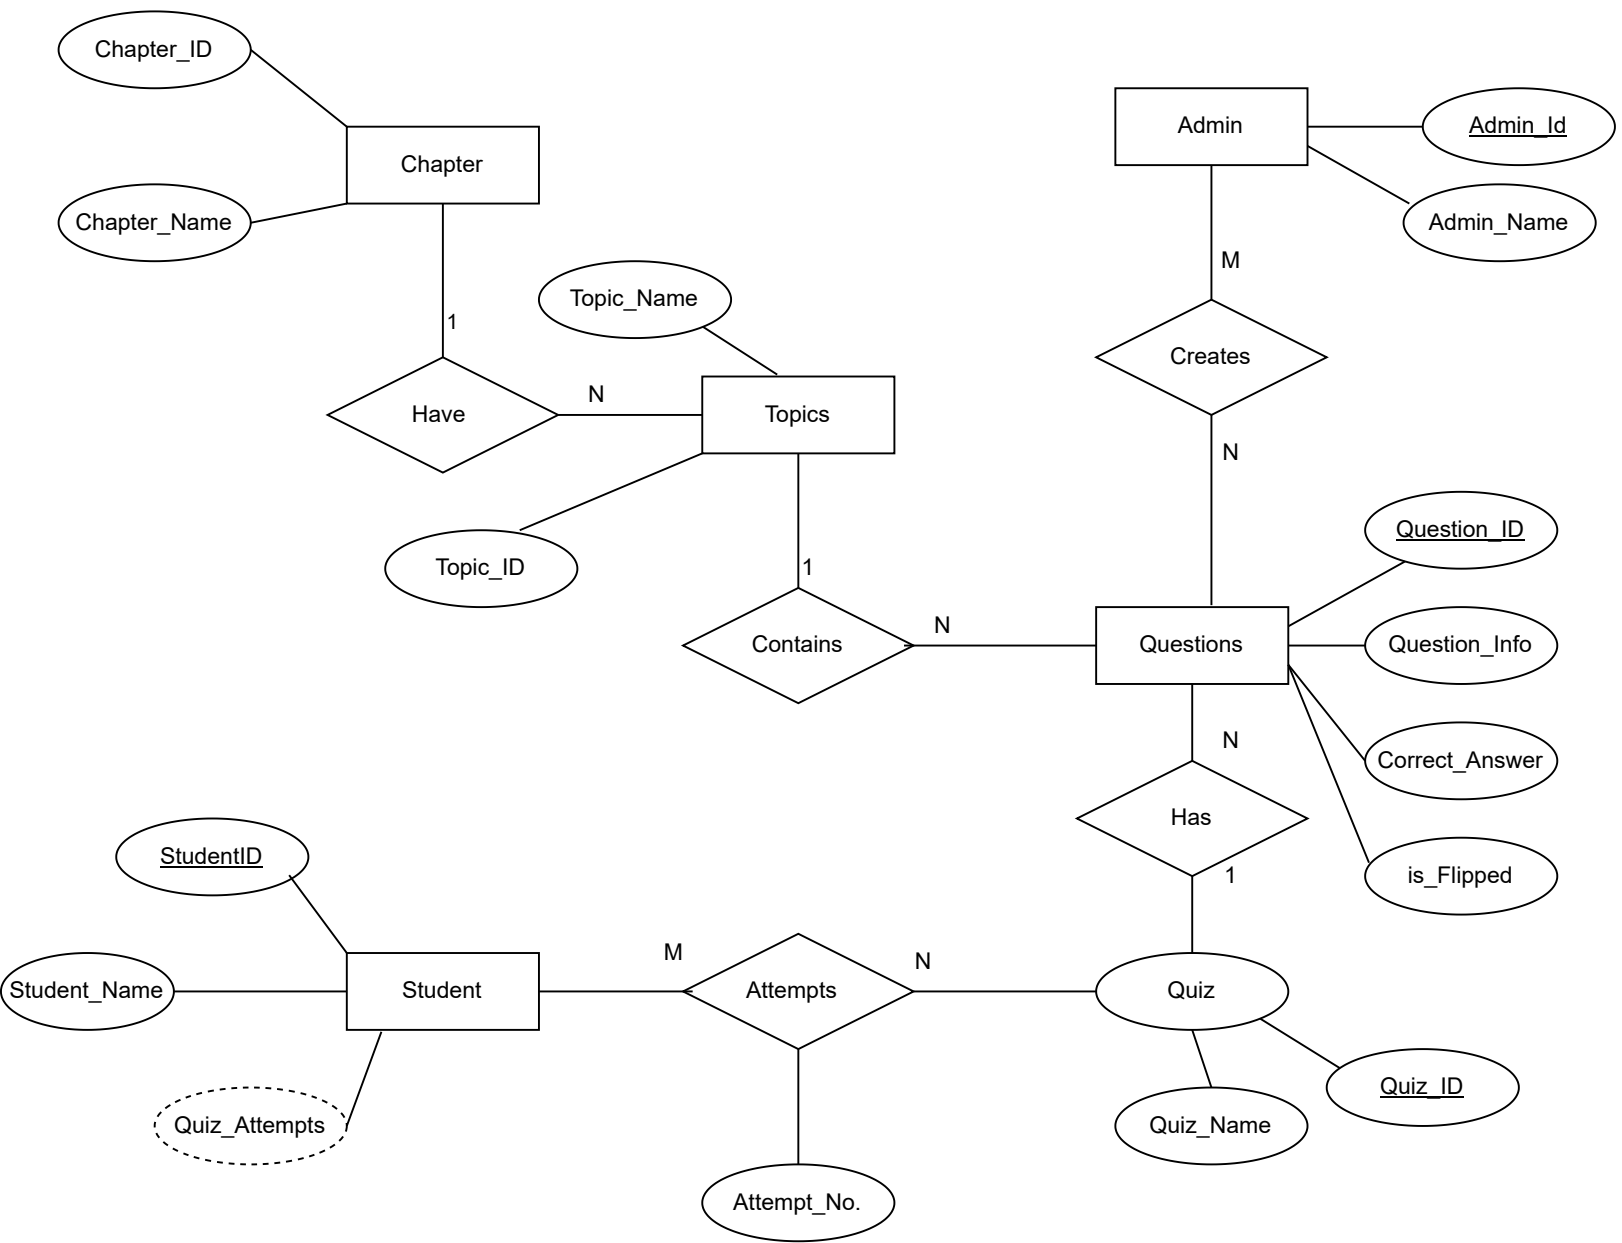 Chapter_ID
Admin
Admin_Id
Chapter
Chapter_Name
Admin_Name
M
Topic_Name
1
Creates
N
Have
Topics
N
Question_ID
Topic_ID
1
N
Contains
Questions
Question_Info
N
Correct_Answer
Has
StudentID
1
is_Flipped
M
N
Student_Name
Student
Attempts
Quiz
Quiz_ID
Quiz_Attempts
Quiz_Name
Attempt_No.